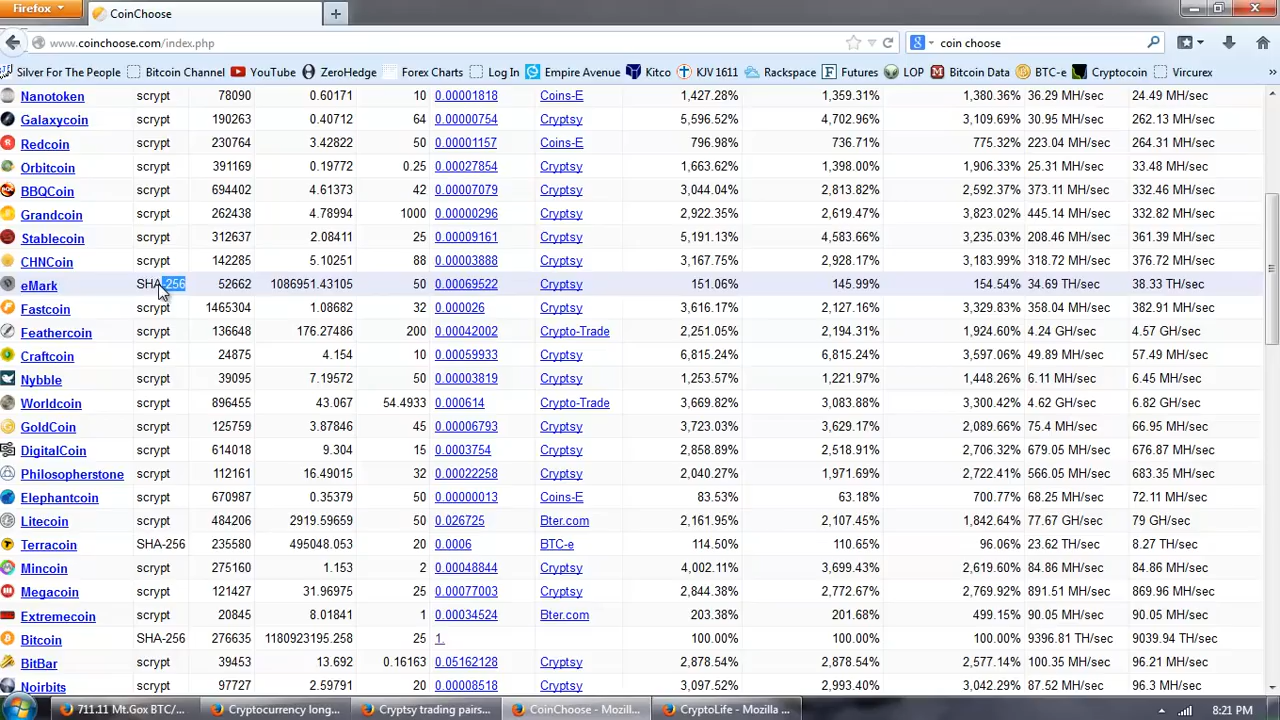 Firefox
CoinChoose
www.coinchoose.com/index.php
coin choose
Silver For The People Bitcoin Channel YouTube ZeroHedge Forex Charts Log In Empire Avenue Kitco KJV 1611 Rackspace Futures LOP Bitcoin Data BTC-e Cryptocoin Vircurex »
Nanotoken scrypt 78090 0.60171 10 0.00001818 Coins-E 1,427.28% 1,359.31% 1,380.36% 36.29 MH/sec 24.49 MH/sec
Galaxycoin scrypt 190263 0.40712 64 0.00000754 Cryptsy 5,596.52% 4,702.96% 3,109.69% 30.95 MH/sec 262.13 MH/sec
Redcoin scrypt 230764 3.42822 50 0.00001157 Coins-E 796.98% 736.71% 775.32% 223.04 MH/sec 264.31 MH/sec
Orbitcoin scrypt 391169 0.19772 0.25 0.00027854 Cryptsy 1,663.62% 1,398.00% 1,906.33% 25.31 MH/sec 33.48 MH/sec
BBQCoin scrypt 694402 4.61373 42 0.00007079 Cryptsy 3,044.04% 2,813.82% 2,592.37% 373.11 MH/sec 332.46 MH/sec
Grandcoin scrypt 262438 4.78994 1000 0.00000296 Cryptsy 2,922.35% 2,619.47% 3,823.02% 445.14 MH/sec 332.82 MH/sec
Stablecoin scrypt 312637 2.08411 25 0.00009161 Cryptsy 5,191.13% 4,583.66% 3,235.03% 208.46 MH/sec 361.39 MH/sec
CHNCoin scrypt 142285 5.10251 88 0.00003888 Cryptsy 3,167.75% 2,928.17% 3,183.99% 318.72 MH/sec 376.72 MH/sec
eMark SHA-256 52662 1086951.43105 50 0.00069522 Cryptsy 151.06% 145.99% 154.54% 34.69 TH/sec 38.33 TH/sec
Fastcoin scrypt 1465304 1.08682 32 0.000026 Cryptsy 3,616.17% 2,127.16% 3,329.83% 358.04 MH/sec 382.91 MH/sec
Feathercoin scrypt 136648 176.27486 200 0.00042002 Crypto-Trade 2,251.05% 2,194.31% 1,924.60% 4.24 GH/sec 4.57 GH/sec
Craftcoin scrypt 24875 4.154 10 0.00059933 Cryptsy 6,815.24% 6,815.24% 3,597.06% 49.89 MH/sec 57.49 MH/sec
Nybble scrypt 39095 7.19572 50 0.00003819 Cryptsy 1,253.57% 1,221.97% 1,448.26% 6.11 MH/sec 6.45 MH/sec
Worldcoin scrypt 896455 43.067 54.4933 0.000614 Crypto-Trade 3,669.82% 3,083.88% 3,300.42% 4.62 GH/sec 6.82 GH/sec
GoldCoin scrypt 125759 3.87846 45 0.00006793 Cryptsy 3,723.03% 3,629.17% 2,089.66% 75.4 MH/sec 66.95 MH/sec
DigitalCoin scrypt 614018 9.304 15 0.0003754 Cryptsy 2,858.89% 2,518.91% 2,706.32% 679.05 MH/sec 676.87 MH/sec
Philosopherstone scrypt 112161 16.49015 32 0.00022258 Cryptsy 2,040.27% 1,971.69% 2,722.41% 566.05 MH/sec 683.35 MH/sec
Elephantcoin scrypt 670987 0.35379 50 0.00000013 Coins-E 83.53% 63.18% 700.77% 68.25 MH/sec 72.11 MH/sec
Litecoin scrypt 484206 2919.59659 50 0.026725 Bter.com 2,161.95% 2,107.45% 1,842.64% 77.67 GH/sec 79 GH/sec
Terracoin SHA-256 235580 495048.053 20 0.0006 BTC-e 114.50% 110.65% 96.06% 23.62 TH/sec 8.27 TH/sec
Mincoin scrypt 275160 1.153 2 0.00048844 Cryptsy 4,002.11% 3,699.43% 2,619.60% 84.86 MH/sec 84.86 MH/sec
Megacoin scrypt 121427 31.96975 25 0.00077003 Cryptsy 2,844.38% 2,772.67% 2,769.92% 891.51 MH/sec 869.96 MH/sec
Extremecoin scrypt 20845 8.01841 1 0.00034524 Bter.com 203.38% 201.68% 499.15% 90.05 MH/sec 90.05 MH/sec
Bitcoin SHA-256 276635 1180923195.258 25 1. 100.00% 100.00% 100.00% 9396.81 TH/sec 9039.94 TH/sec
BitBar scrypt 39453 13.692 0.16163 0.05162128 Cryptsy 2,878.54% 2,878.54% 2,577.14% 100.35 MH/sec 96.21 MH/sec
Noirbits scrypt 97727 2.59791 20 0.00008518 Cryptsy 3,097.52% 2,993.40% 3,042.29% 87.52 MH/sec 96.3 MH/sec
711.11 Mt.Gox BTC/... Cryptocurrency long... Cryptsy trading pairs... CoinChoose - Mozill... CryptoLife - Mozilla ... 8:21 PM